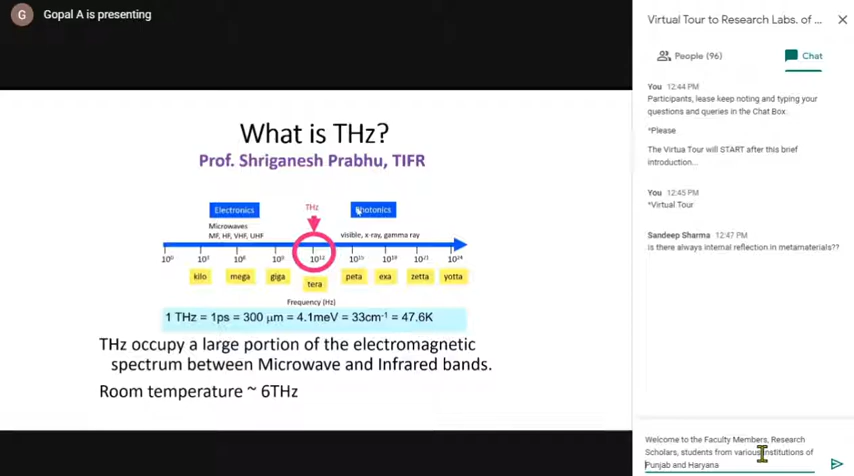 G
Gopal A is presenting
What is THz?
Prof. Shriganesh Prabhu, TIFR
Electronics
THz
Photonics
Microwaves
MF, HF, VHF, UHF
visible, x-ray, gamma ray
10⁰ 10³ 10⁶ 10⁹ 10¹² 10¹⁵ 10¹⁸ 10²¹ 10²⁴
kilo mega giga tera peta exa zetta yotta
Frequency (Hz)
1 THz = 1ps = 300 μm = 4.1meV = 33cm⁻¹ = 47.6K
THz occupy a large portion of the electromagnetic
spectrum between Microwave and Infrared bands.
Room temperature ~ 6THz
Virtual Tour to Research Labs. of ...
People (96)
Chat
You 12:44 PM
Participants, lease keep noting and typing your
questions and queries in the Chat Box.
*Please
The Virtua Tour will START after this brief
introduction...
You 12:45 PM
*Virtual Tour
Sandeep Sharma 12:47 PM
is there always internal reflection in metamaterials??
Welcome to the Faculty Members, Research
Scholars, students from various institutions of
Punjab and Haryana